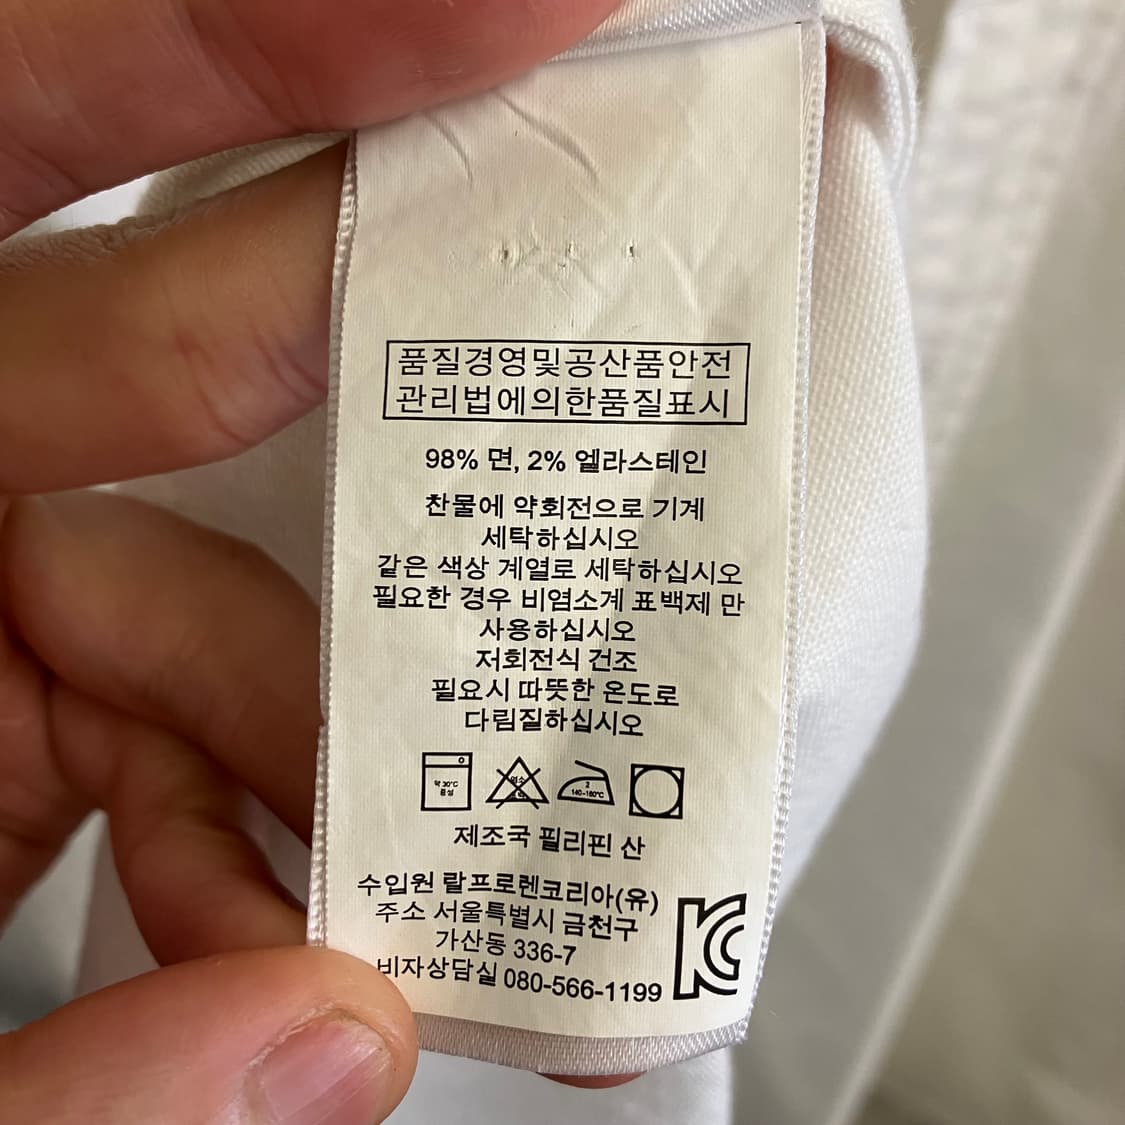 품질경영및공산품안전
관리법에의한품질표시
98% 면, 2% 엘라스테인
찬물에 약회전으로 기계
세탁하십시오
같은 색상 계열로 세탁하십시오
필요한 경우 비염소계 표백제 만
사용하십시오
저회전식 건조
필요시 따뜻한 온도로
다림질하십시오
약 30°C
중성
염소
2
140-160°C
제조국 필리핀 산
수입원 랄프로렌코리아(유)
주소 서울특별시 금천구
가산동 336-7
비자상담실 080-566-1199